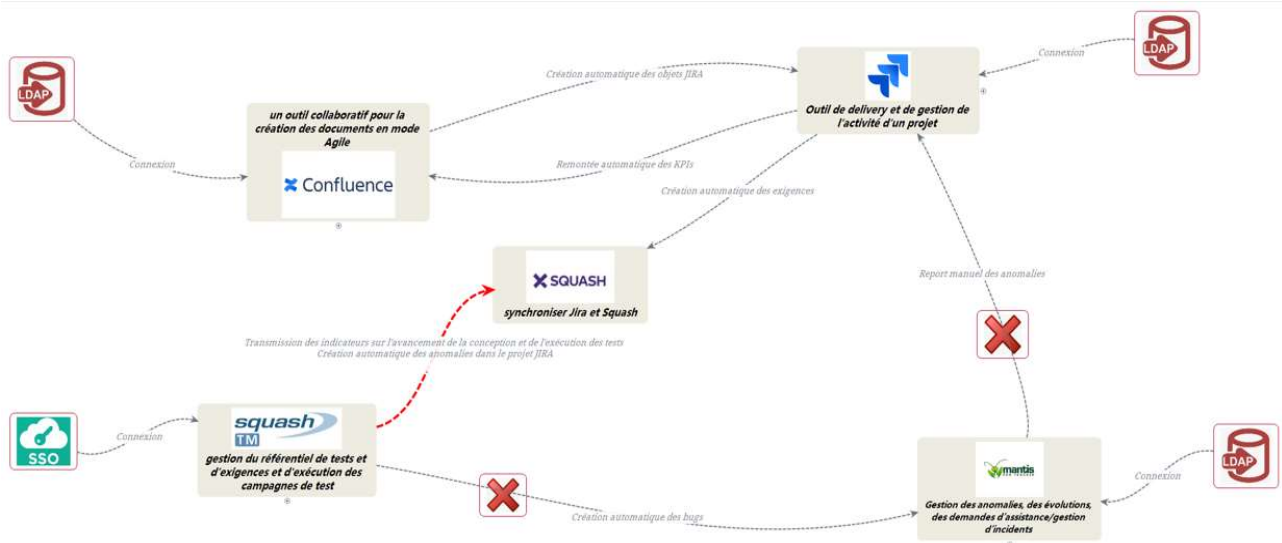 LDAP
Connexion
un outil collaboratif pour la
création des documents en mode
Agile
Confluence
Création automatique des objets JIRA
Remontée automatique des KPIs
Outil de delivery et de gestion de
l'activité d'un projet
Connexion
LDAP
Création automatique des exigences
SQUASH
synchroniser Jira et Squash
Report manuel des anomalies
Transmission des indicateurs sur l'avancement de la conception et de l'exécution des tests
Création automatique des anomalies dans le projet JIRA
SSO
Connexion
squash
TM
gestion du référentiel de tests et
d'exigences et d'exécution des
campagnes de test
Création automatique des bugs
mantis
Gestion des anomalies, des évolutions,
des demandes d'assistance/gestion
d'incidents
Connexion
LDAP